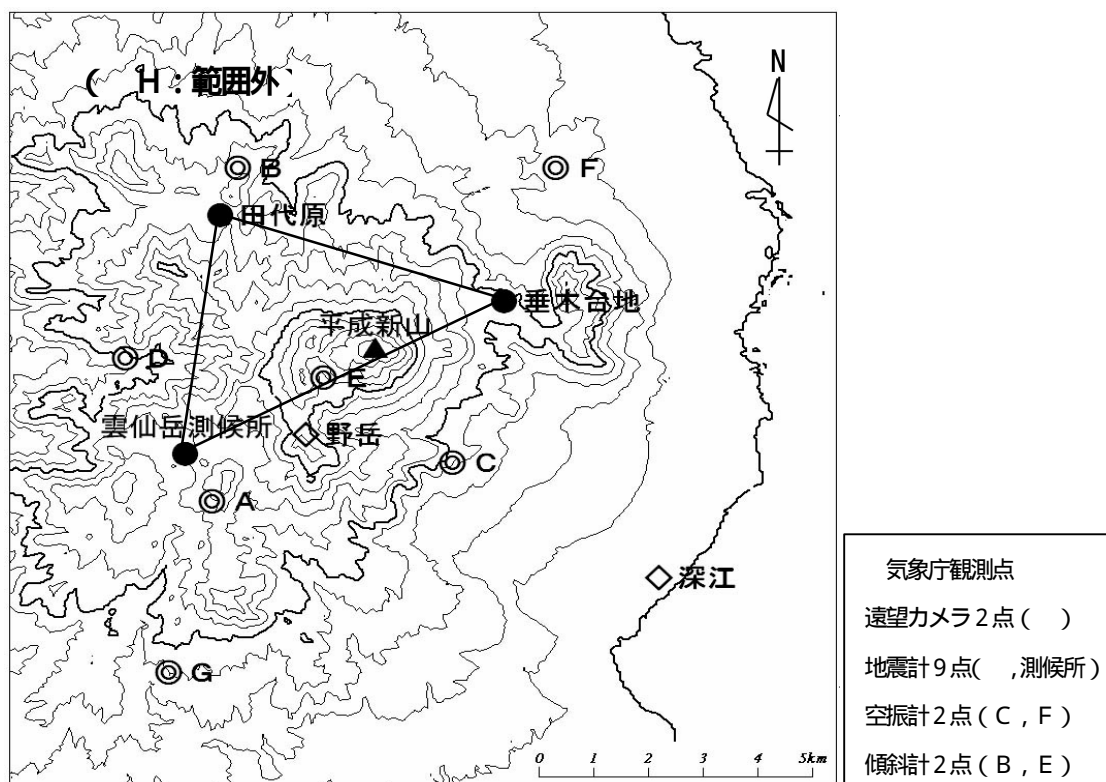 ( H：範囲外)
N
B
F
田代原
垂木台地
平成新山
D
E
雲仙岳測候所
野岳
C
A
深江
G
0 1 2 3 4 5km
気象庁観測点
遠望カメラ2点（ ）
地震計9点( ,測候所)
空振計2点(C,F)
傾斜計2点(B,E)